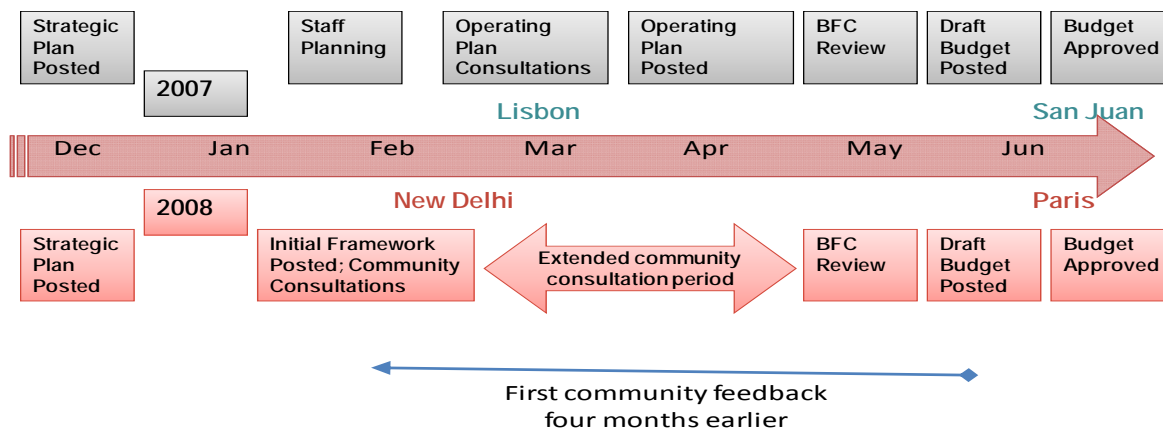 Strategic
Plan
Posted
Staff
Planning
Operating
Plan
Consultations
Operating
Plan
Posted
BFC
Review
Draft
Budget
Posted
Budget
Approved
2007
Lisbon
San Juan
Dec Jan Feb Mar Apr May Jun
2008
New Delhi
Paris
Strategic
Plan
Posted
Initial Framework
Posted; Community
Consultations
Extended community
consultation period
BFC
Review
Draft
Budget
Posted
Budget
Approved
First community feedback
four months earlier